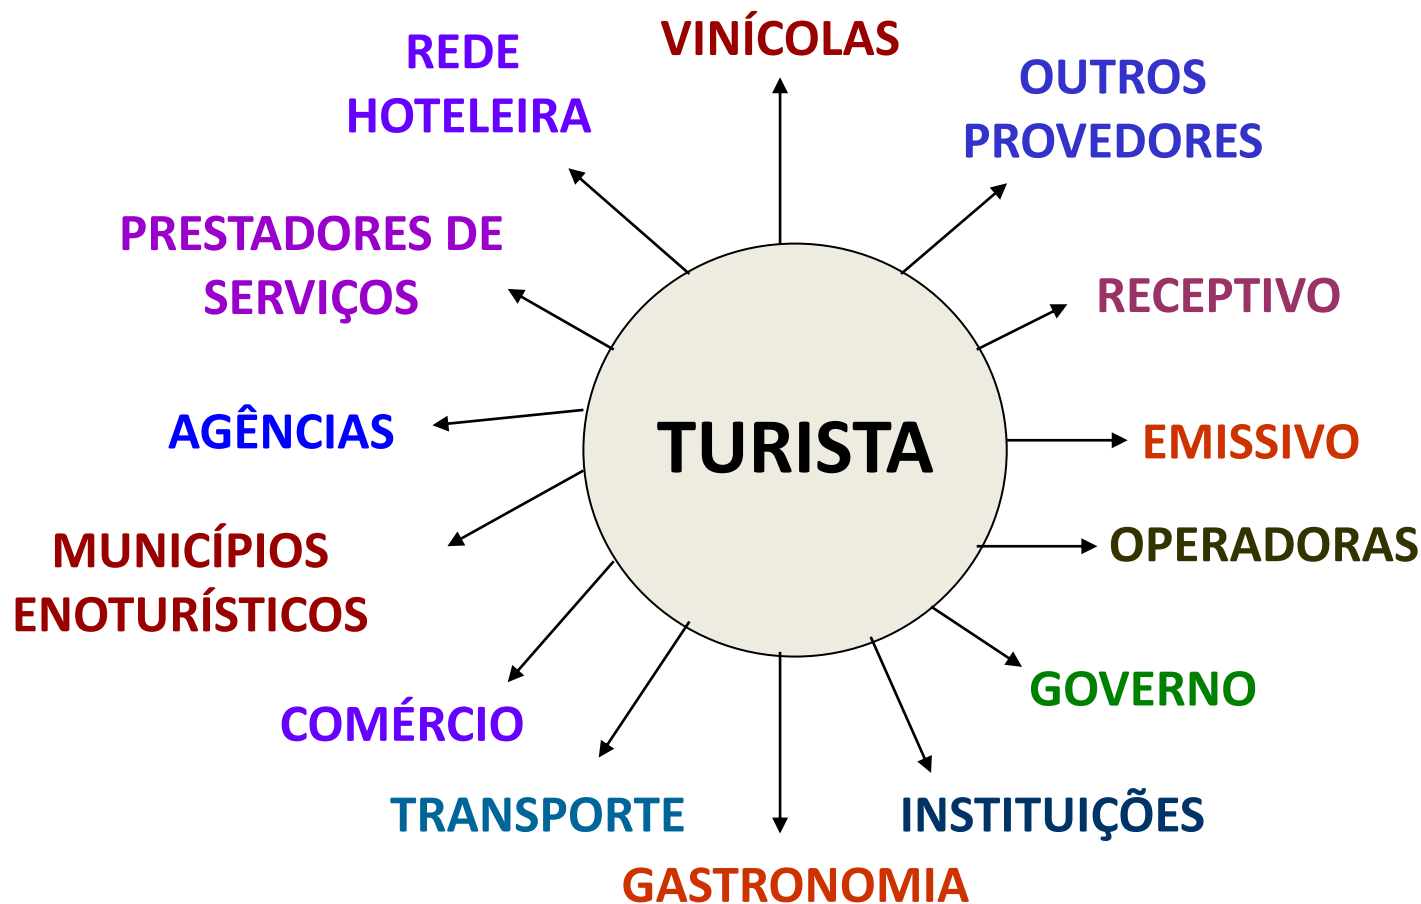 VINÍCOLAS
REDE
HOTELEIRA
OUTROS
PROVEDORES
PRESTADORES DE
SERVIÇOS
RECEPTIVO
AGÊNCIAS
TURISTA
EMISSIVO
MUNICÍPIOS
ENOTURÍSTICOS
OPERADORAS
GOVERNO
COMÉRCIO
TRANSPORTE
INSTITUIÇÕES
GASTRONOMIA